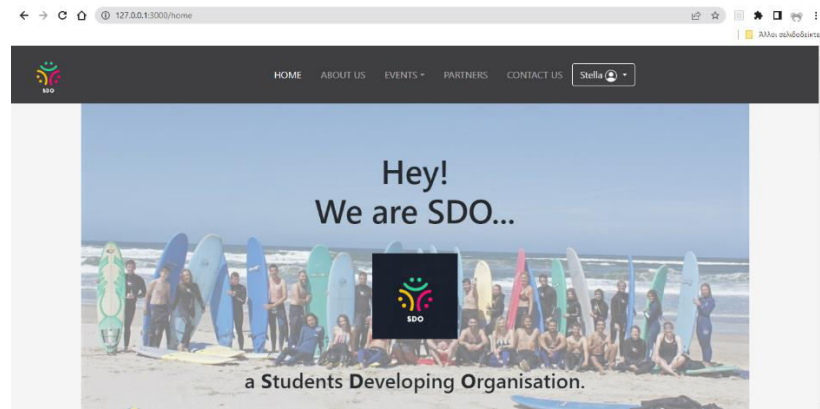 127.0.0.1:3000/home
Άλλοι σελιδοδείκτε
SDO
HOME ABOUT US EVENTS PARTNERS CONTACT US Stella
Hey!
We are SDO...
SDO
a Students Developing Organisation.